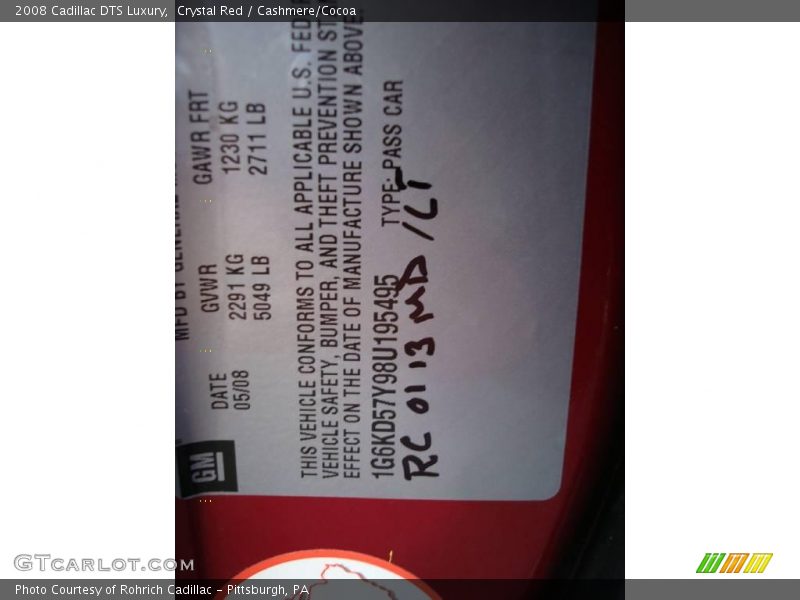 2008 Cadillac DTS Luxury, Crystal Red / Cashmere/Cocoa
MFD BY GENERAL
DATE GVWR GAWR FRT
05/08 2291 KG 1230 KG
5049 LB 2711 LB
THIS VEHICLE CONFORMS TO ALL APPLICABLE U.S.
VEHICLE SAFETY, BUMPER, AND THEFT PREVENTION
EFFECT ON THE DATE OF MANUFACTURE SHOWN ABOVE
1G6KD57Y98U195495 TYPE: PASS CAR
RC 0113 MD / LT
GM
GTcarlot.com
Photo Courtesy of Rohrich Cadillac - Pittsburgh, PA